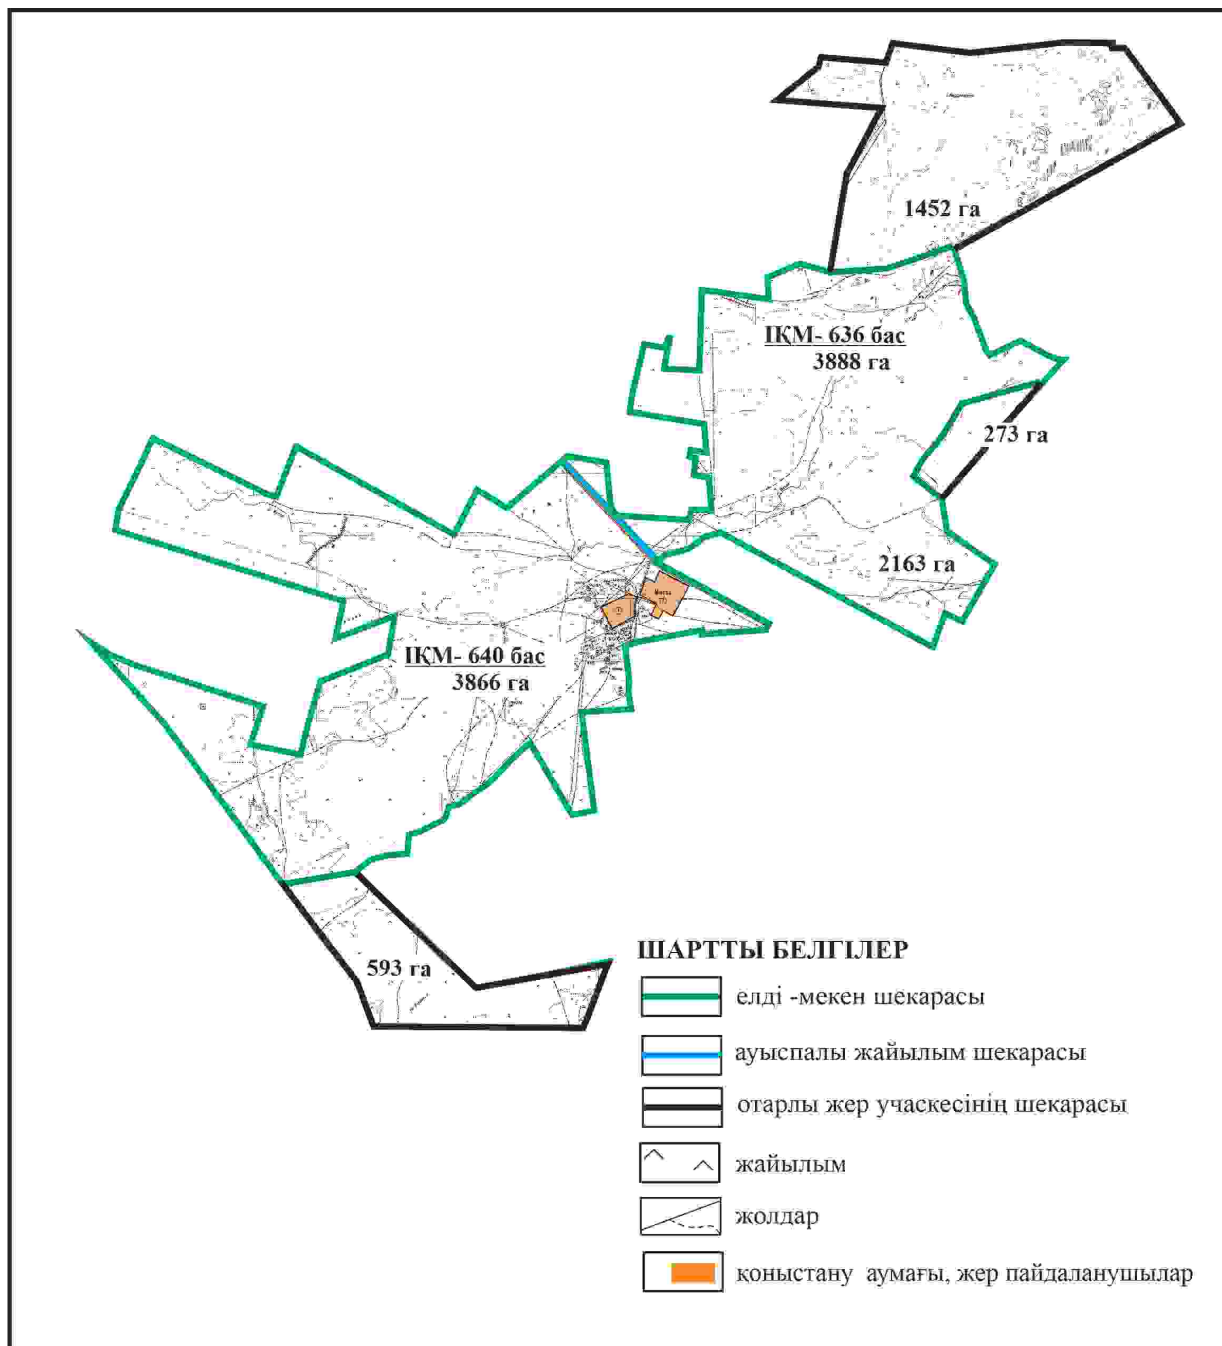 1452 га
ІҚМ- 636 бас
3888 га
273 га
2163 га
ІҚМ- 640 бас
3866 га
593 га
ШАРТТЫ БЕЛГІЛЕР
елді -мекен шекарасы
ауыспалы жайылым шекарасы
отарлы жер учаскесінің шекарасы
жайылым
жолдар
қоныстану аумағы, жер пайдаланушылар